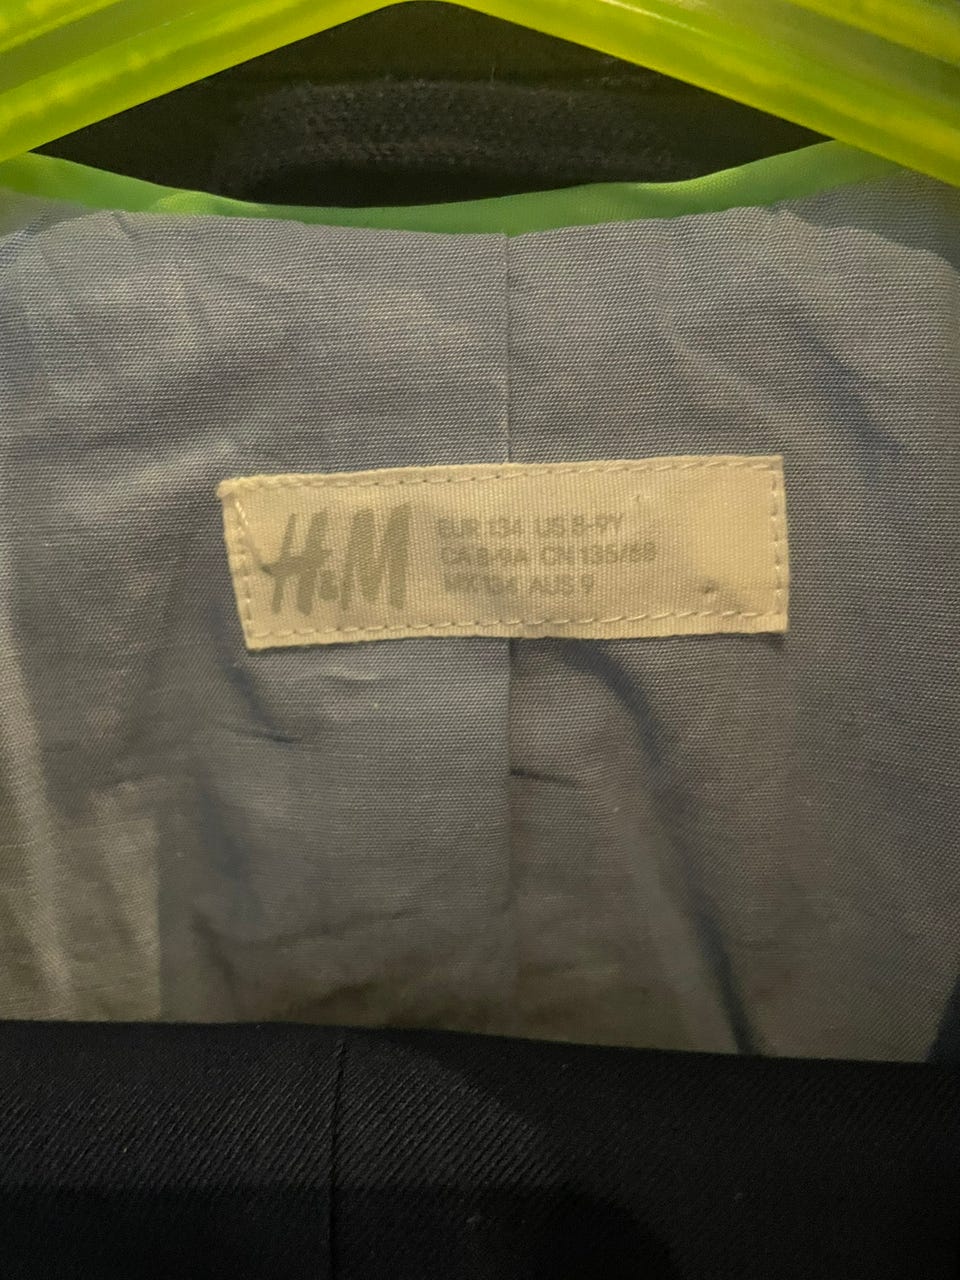 H&M
EUR 134 US 8-9Y
CA 8-9A CN 135/68
MX 134 AUS 9